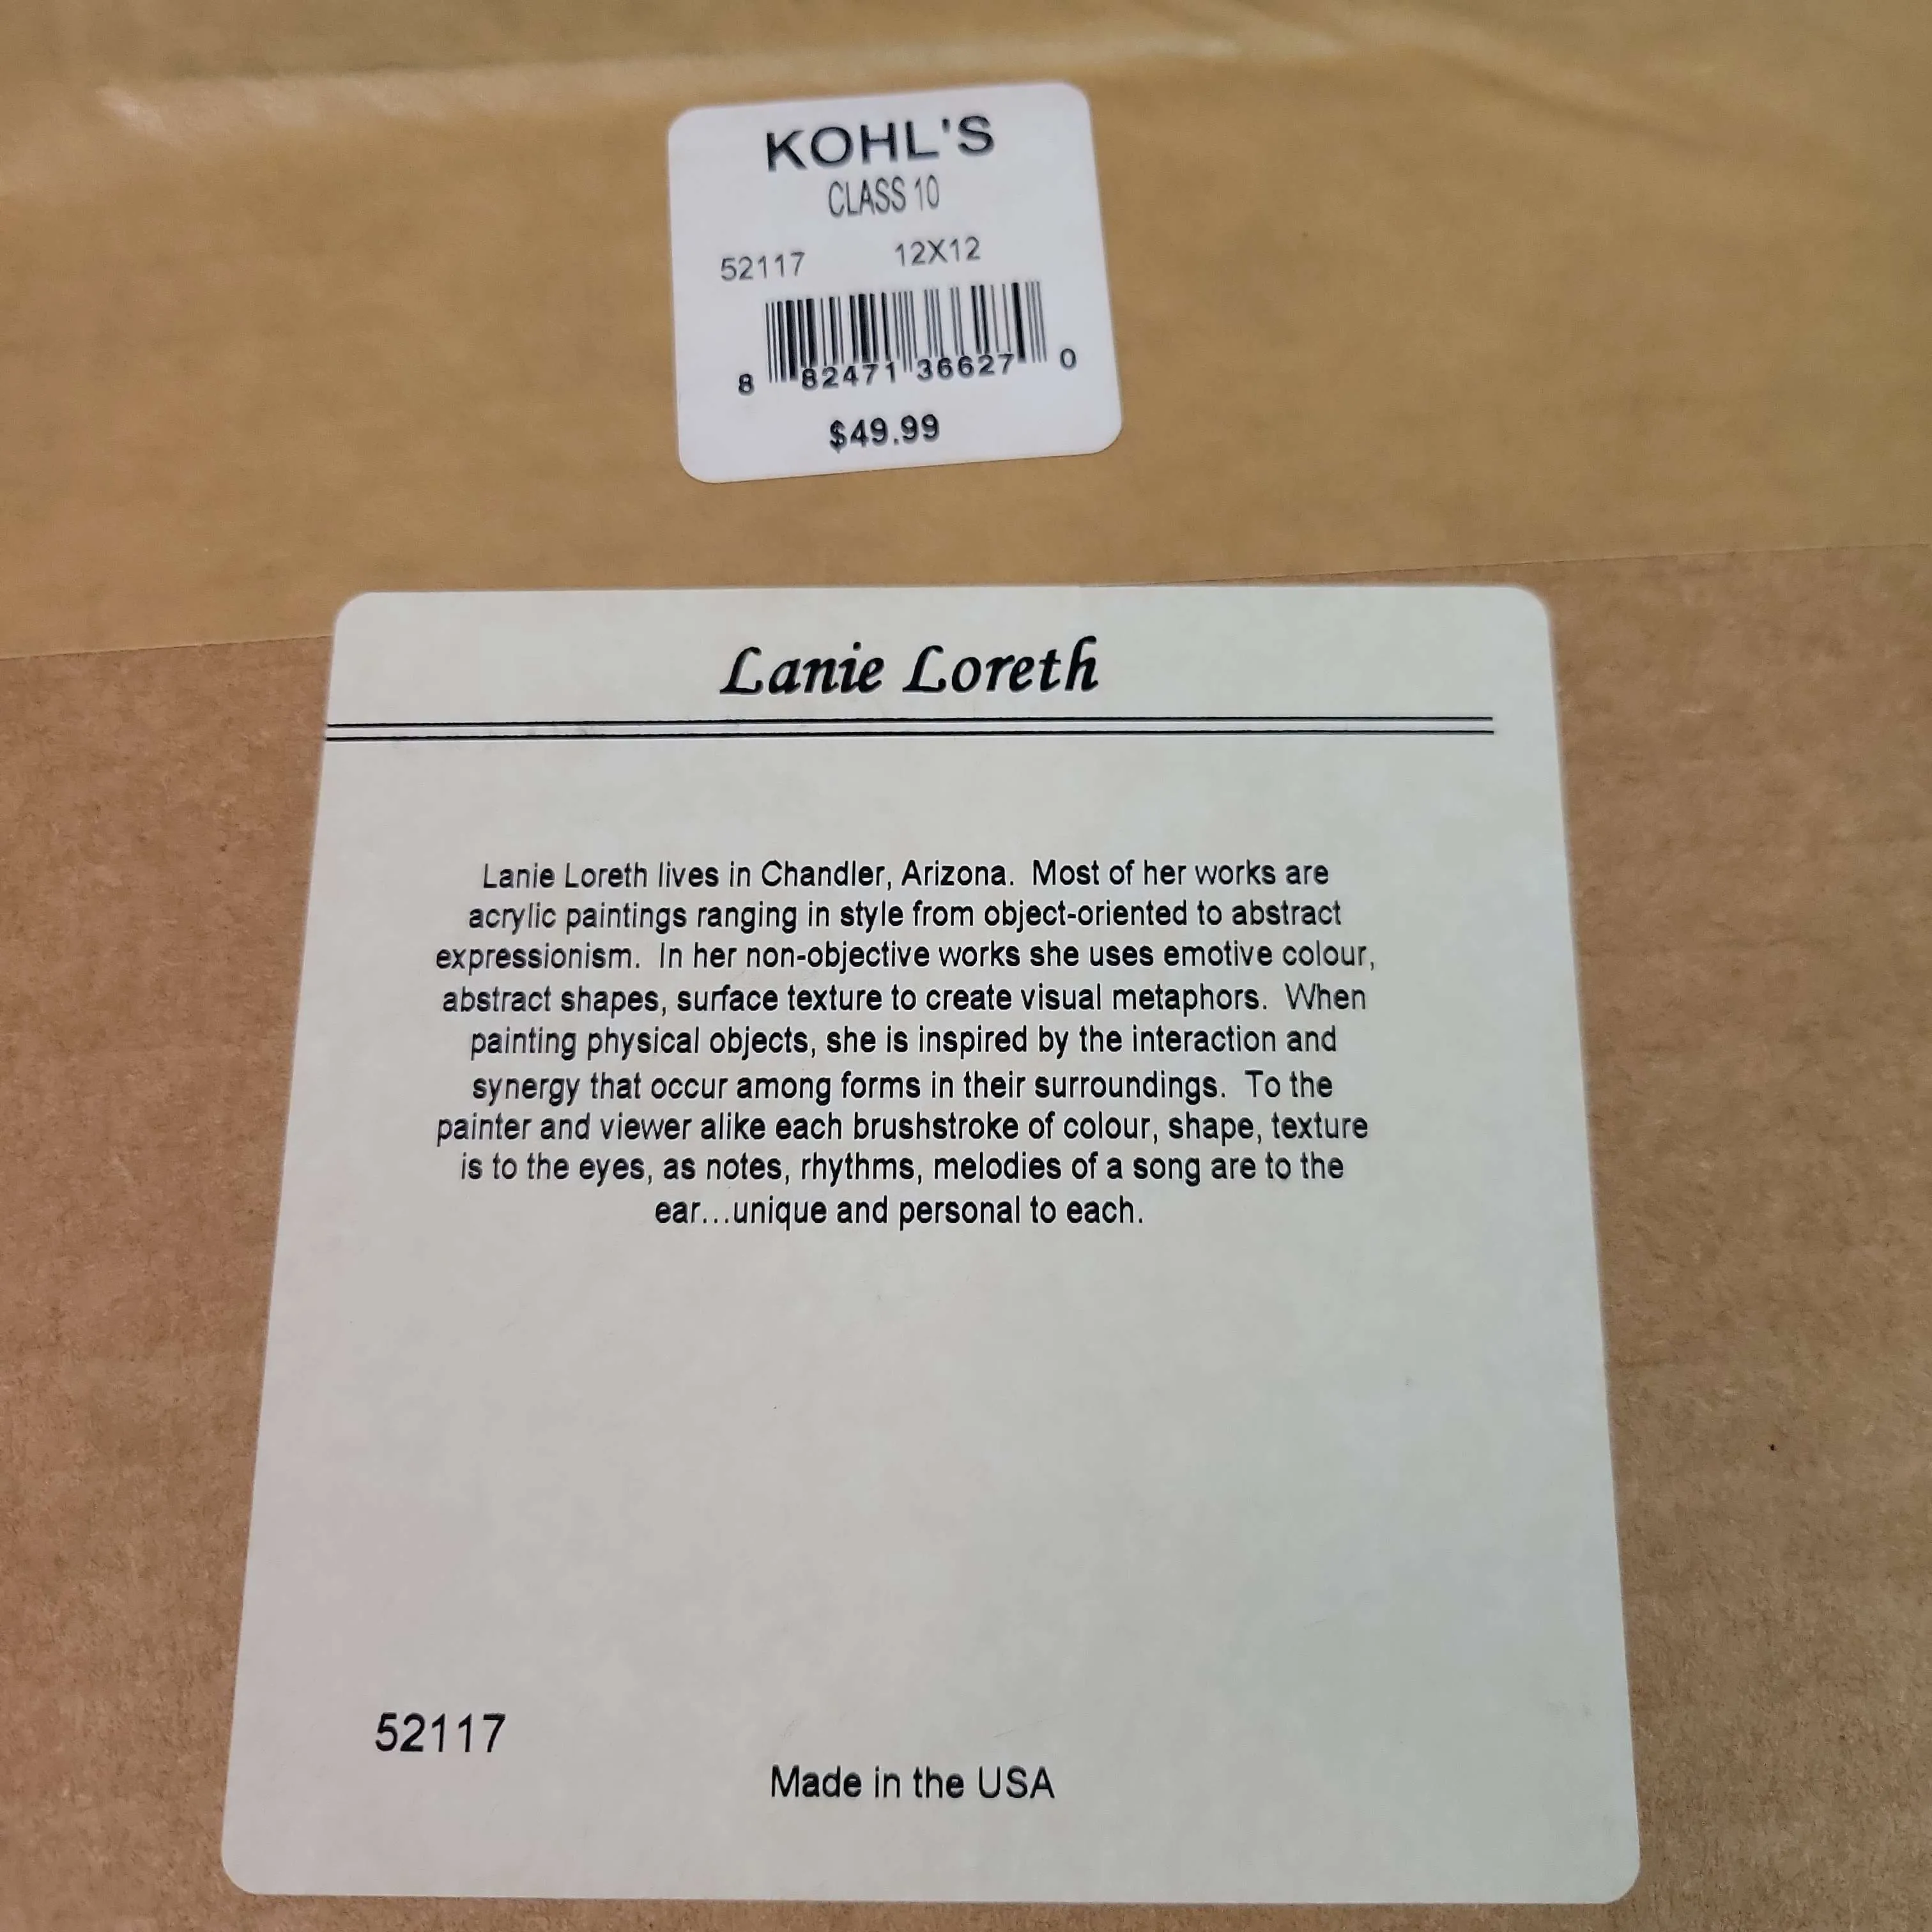 KOHL'S
CLASS 10
52117 12X12
8 82471 36627 0
$49.99
Lanie Loreth
Lanie Loreth lives in Chandler, Arizona. Most of her works are
acrylic paintings ranging in style from object-oriented to abstract
expressionism. In her non-objective works she uses emotive colour,
abstract shapes, surface texture to create visual metaphors. When
painting physical objects, she is inspired by the interaction and
synergy that occur among forms in their surroundings. To the
painter and viewer alike each brushstroke of colour, shape, texture
is to the eyes, as notes, rhythms, melodies of a song are to the
ear...unique and personal to each.
52117
Made in the USA